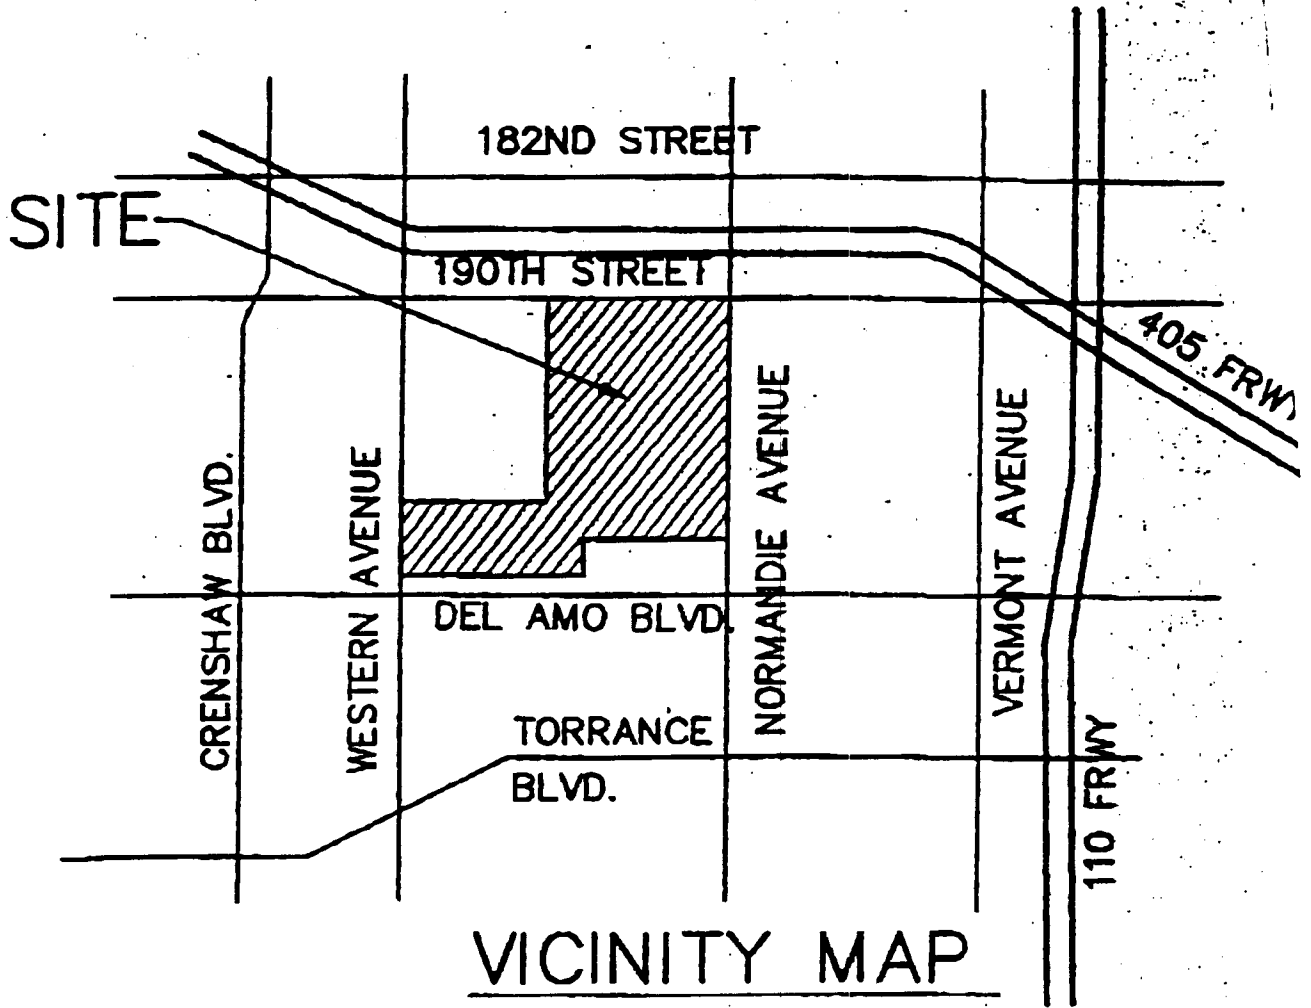 182ND STREET
SITE
190TH STREET
405 FRWY
CRENSHAW BLVD.
WESTERN AVENUE
NORMANDIE AVENUE
VERMONT AVENUE
DEL AMO BLVD.
TORRANCE
BLVD.
110 FRWY
VICINITY MAP